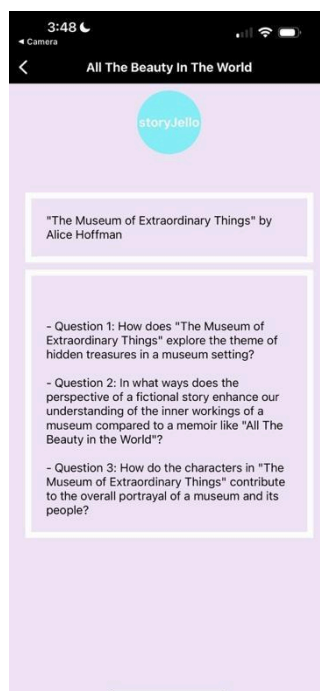 3:48
◄ Camera
All The Beauty In The World
storyJello
"The Museum of Extraordinary Things" by
Alice Hoffman
- Question 1: How does "The Museum of
Extraordinary Things" explore the theme of
hidden treasures in a museum setting?
- Question 2: In what ways does the
perspective of a fictional story enhance our
understanding of the inner workings of a
museum compared to a memoir like "All The
Beauty in the World"?
- Question 3: How do the characters in "The
Museum of Extraordinary Things" contribute
to the overall portrayal of a museum and its
people?